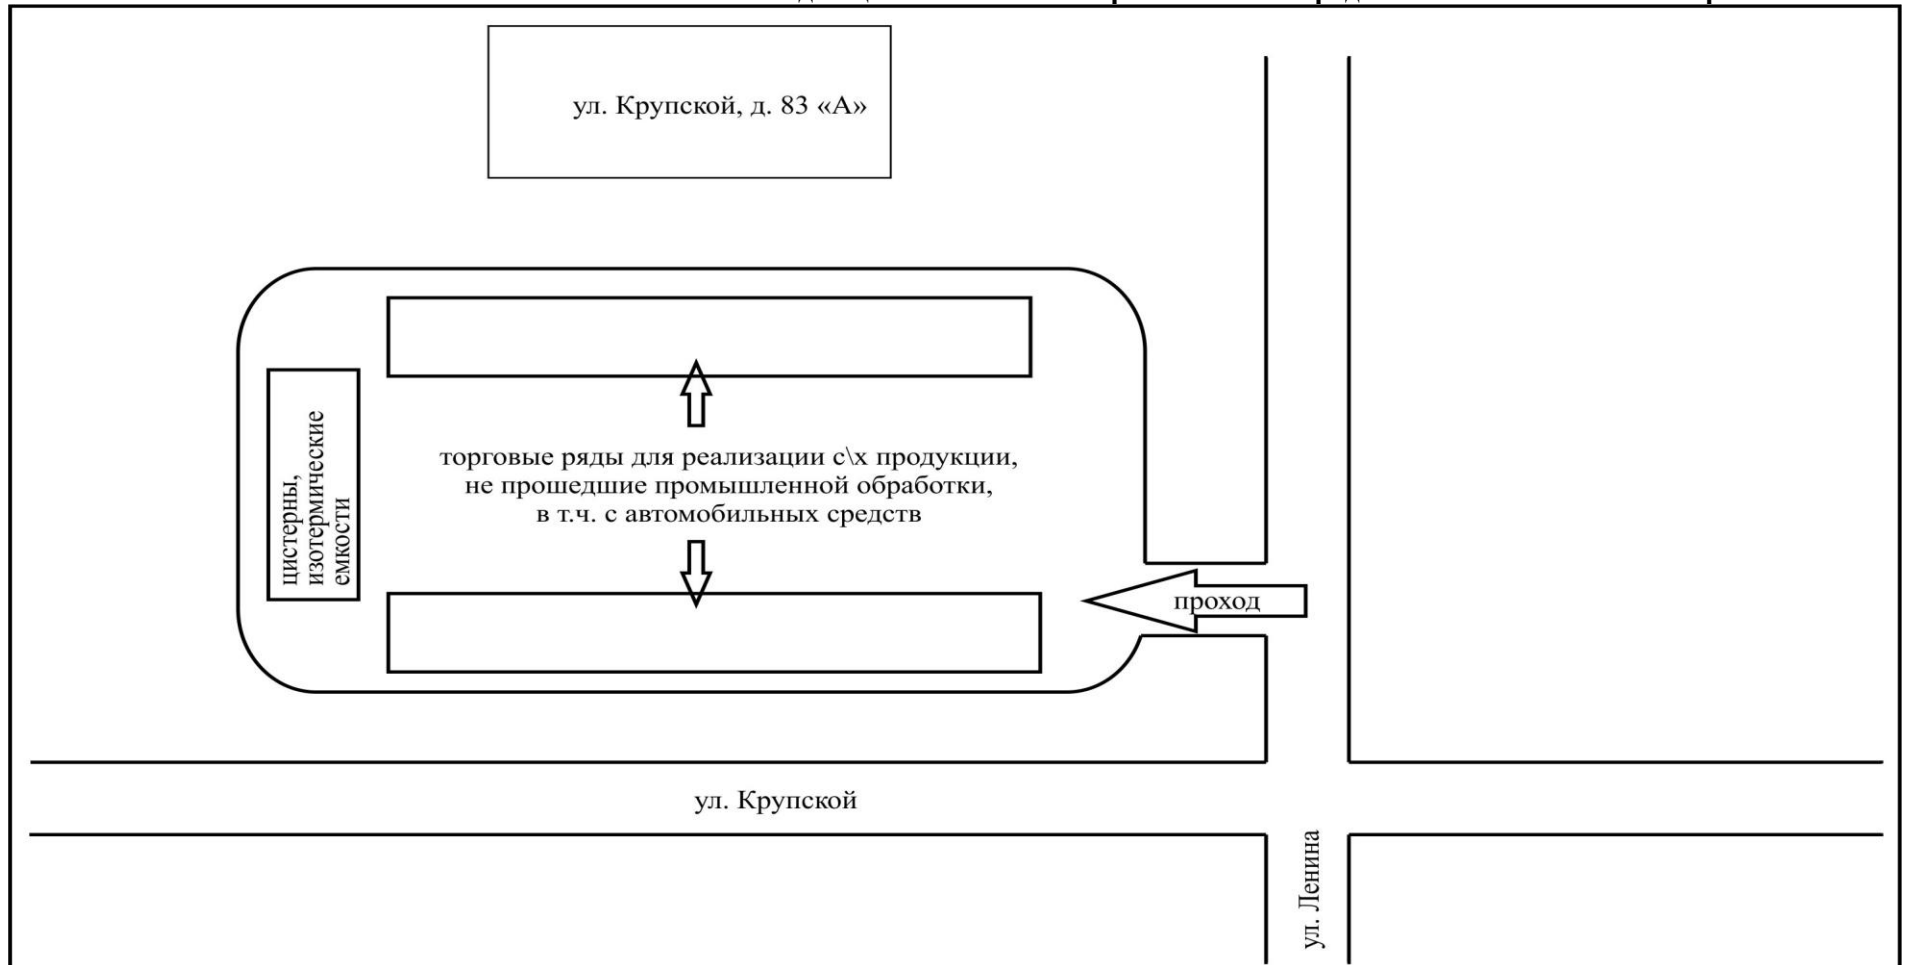 ул. Крупской, д. 83 «А»
цистерны,
изотермические
емкости
торговые ряды для реализации с\х продукции,
не прошедшие промышленной обработки,
в т.ч. с автомобильных средств
проход
ул. Крупской
ул. Ленина